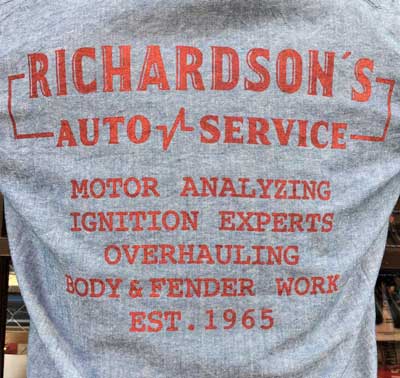 RICHARDSON'S
AUTO SERVICE
MOTOR ANALYZING
IGNITION EXPERTS
OVERHAULING
BODY & FENDER WORK
EST.1965